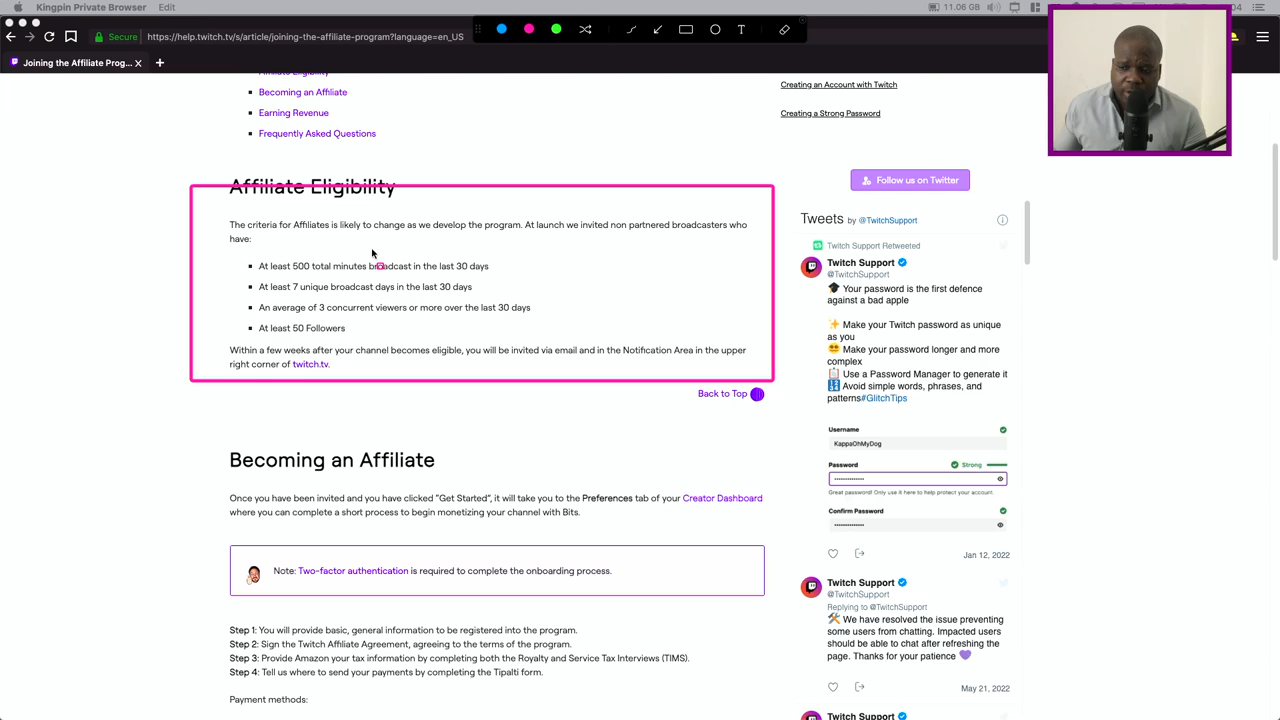 Kingpin Private Browser Edit
11.06 GB
Secure
https://help.twitch.tv/article/joining-the-affiliate-program?language=en_US
T
Joining the Affiliate Prog...
Affiliate Eligibility
Becoming an Affiliate
Earning Revenue
Frequently Asked Questions
Creating an Account with Twitch
Creating a Strong Password
Affiliate Eligibility
The criteria for Affiliates is likely to change as we develop the program. At launch we invited non partnered broadcasters who
have:
At least 500 total minutes broadcast in the last 30 days
At least 7 unique broadcast days in the last 30 days
An average of 3 concurrent viewers or more over the last 30 days
At least 50 Followers
Within a few weeks after your channel becomes eligible, you will be invited via email and in the Notification Area in the upper
right corner of twitch.tv.
Back to Top
Becoming an Affiliate
Once you have been invited and you have clicked "Get Started", it will take you to the Preferences tab of your Creator Dashboard
where you can complete a short process to begin monetizing your channel with Bits.
Note: Two-factor authentication is required to complete the onboarding process.
Step 1: You will provide basic, general information to be registered into the program.
Step 2: Sign the Twitch Affiliate Agreement, agreeing to the terms of the program.
Step 3: Provide Amazon your tax information by completing both the Royalty and Service Tax Interviews (TIMS).
Step 4: Tell us where to send your payments by completing the Tipalti form.
Payment methods:
Follow us on Twitter
Tweets by @TwitchSupport
Twitch Support Retweeted
Twitch Support
@TwitchSupport
🎓 Your password is the first defence
against a bad apple
✨ Make your Twitch password as unique
as you
Make your password longer and more
complex
📋 Use a Password Manager to generate it
🔢 Avoid simple words, phrases, and
patterns#GlitchTips
Username
KappaOhMyDog
Password
Strong
Great password! Only use it here to help protect your account.
Confirm Password
Jan 12, 2022
Twitch Support
@TwitchSupport
Replying to @TwitchSupport
🛠️ We have resolved the issue preventing
some users from chatting. Impacted users
should be able to chat after refreshing the
page. Thanks for your patience 💜
May 21, 2022
Twitch Support